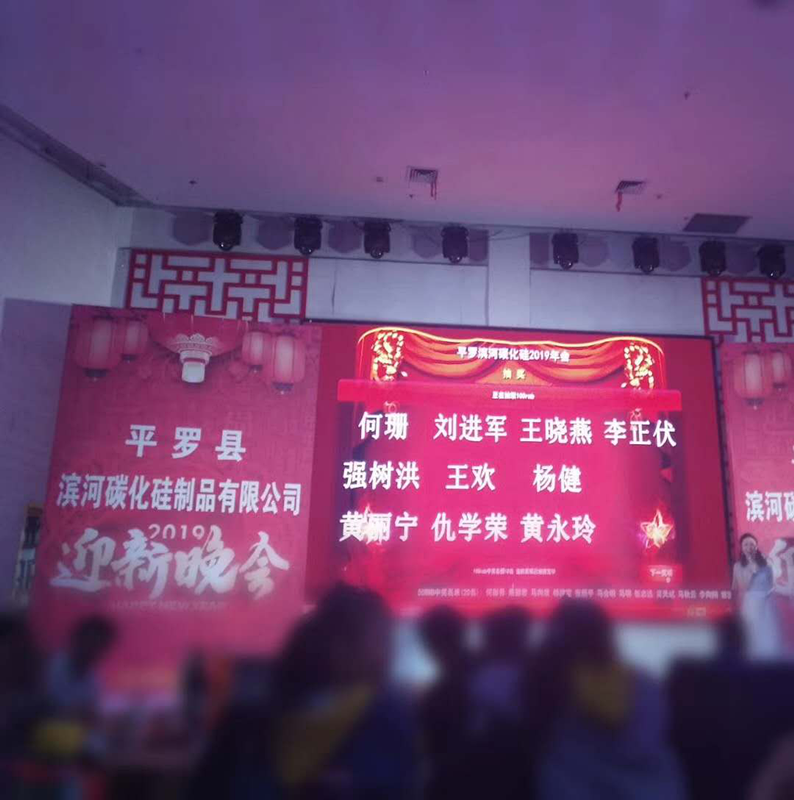 平罗县
滨河碳化硅制品有限公司
2019
迎新晚会
HAPPY NEW YEAR
平罗滨河碳化硅2019年会
抽奖
何珊 刘进军 王晓燕 李正伏
强树洪 王欢 杨健
黄丽宁 仇学荣 黄永玲
滨河